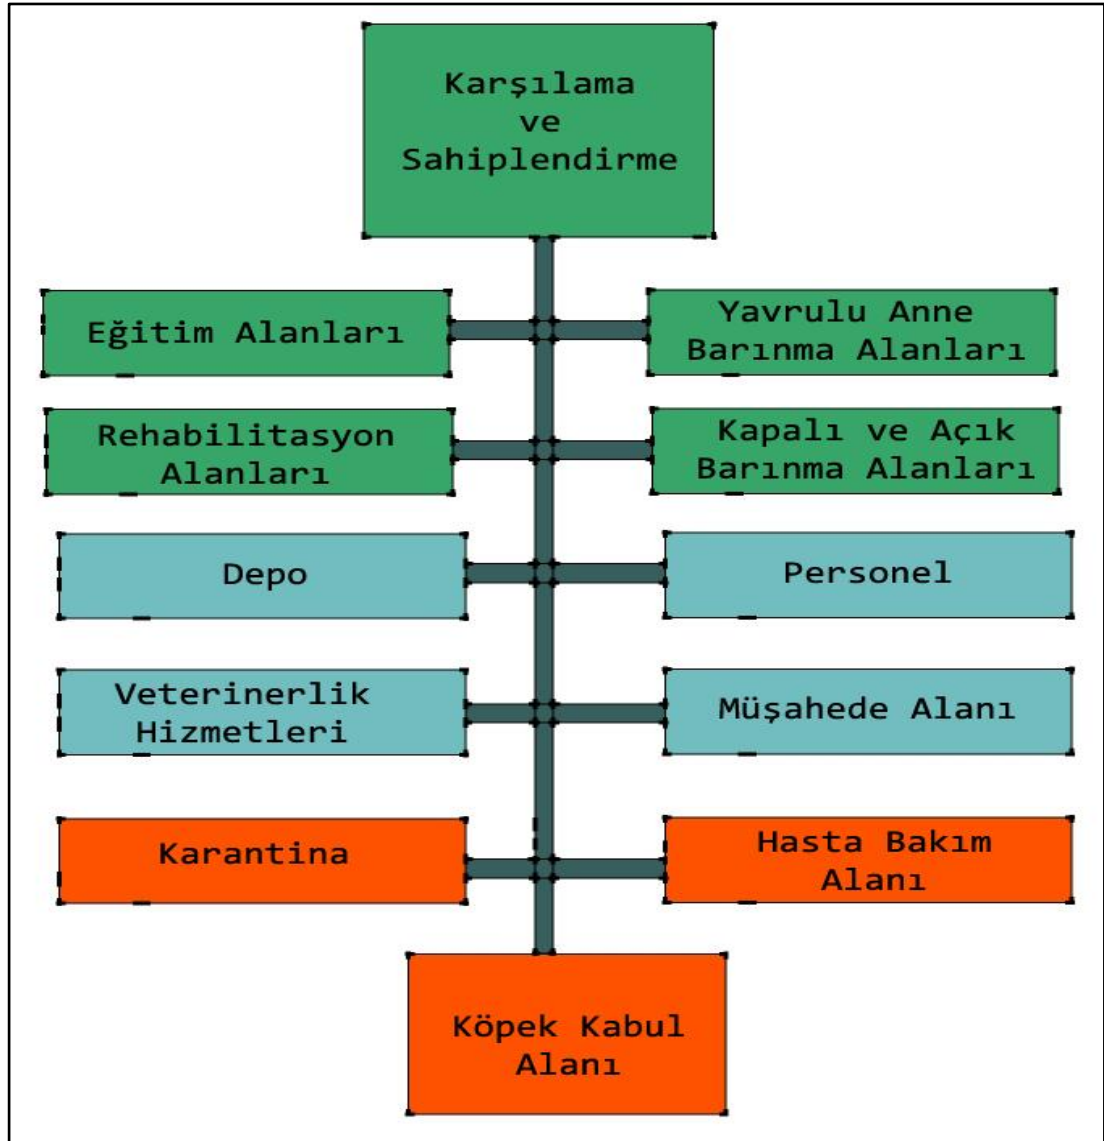 Karşılama
ve
Sahiplendirme
Eğitim Alanları
Yavrulu Anne
Barınma Alanları
Rehabilitasyon
Alanları
Kapalı ve Açık
Barınma Alanları
Depo
Personel
Veterinerlik
Hizmetleri
Müşahede Alanı
Karantina
Hasta Bakım
Alanı
Köpek Kabul
Alanı